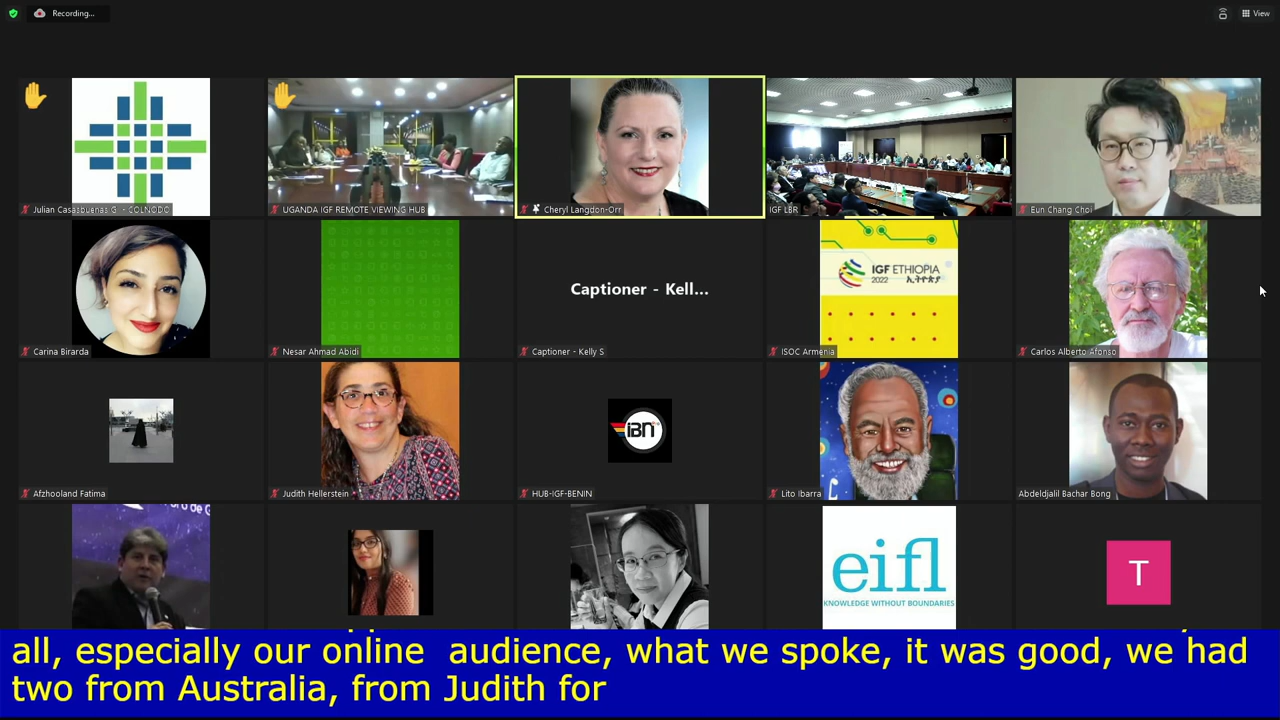 Recording...
View
Julian Casasbuenas G. - COLNODO
UGANDA IGF REMOTE VIEWING HUB
Cheryl Langdon-Orr
IGF LBR
Eun Chang Choi
Captioner - Kell...
IGF ETHIOPIA
2022 ኢትዮጵያ
Carina Birarda
Nesar Ahmad Abidi
Captioner - Kelly S
ISOC Armenia
Carlos Alberto Afonso
iBN
Afzhooland Fatima
Judith Hellerstein
HUB-IGF-BENIN
Lito Ibarra
Abdeldjalil Bachar Bong
eifl
KNOWLEDGE WITHOUT BOUNDARIES
T
all, especially our online audience, what we spoke, it was good, we had
two from Australia, from Judith for